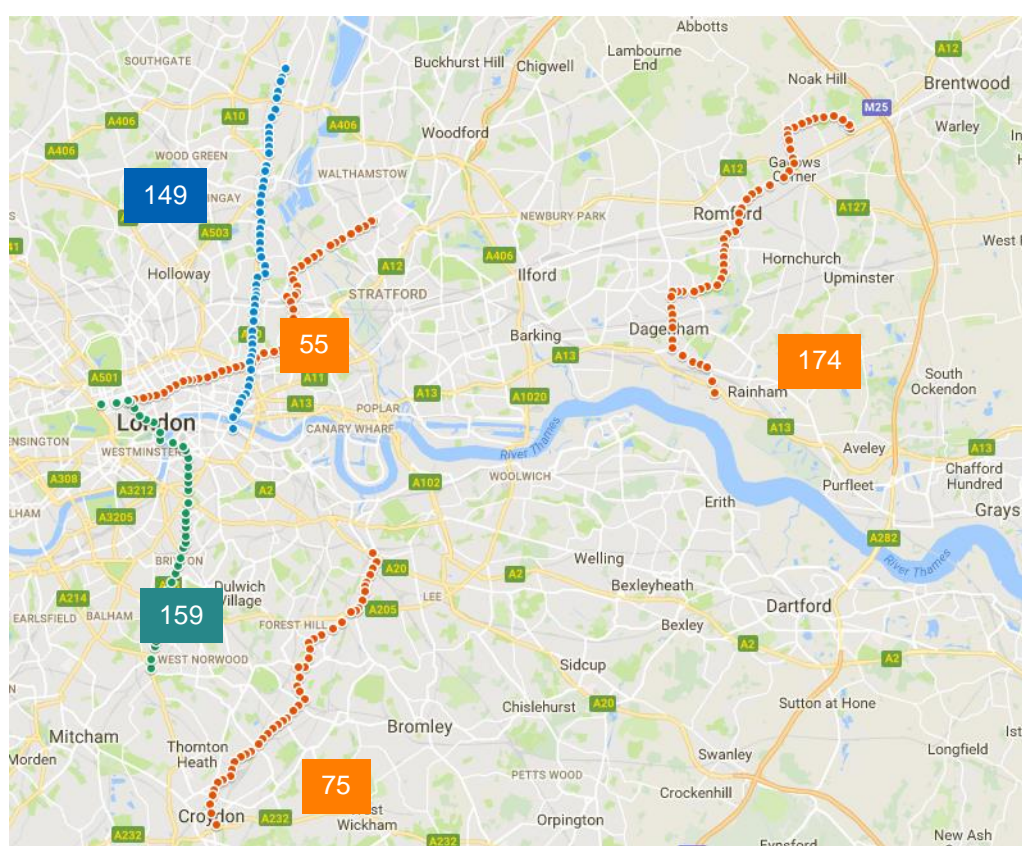 Abbotts
SOUTHGATE
A12
Buckhurst Hill
Chigwell
Lambourne
End
Noak Hill
Brentwood
M25
A406
A10
A406
Woodford
Warley
A406
WOOD GREEN
WALTHAMSTOW
A12
Gallows
Corner
149
NEWBURY PARK
Romford
A127
A503
A406
Holloway
A12
Ilford
Hornchurch
Upminster
STRATFORD
Barking
Dagenham
55
174
A501
A11
A13
South
Ockendon
Rainham
A13
A1020
A13
London
POPLAR
CANARY WHARF
A13
WESTMINSTER
River Thames
Aveley
A13
A308
A3212
A2
A102
WOOLWICH
Chafford
Hundred
Purfleet
A3205
Erith
Grays
A282
River Thames
BRIXTON
A20
Welling
A2
Bexleyheath
Dulwich
Village
A214
LEE
A205
Dartford
EARLSFIELD
BALHAM
159
FOREST HILL
Bexley
A2
A2
WEST NORWOOD
Sidcup
Chislehurst
A20
Sutton at Hone
Mitcham
Bromley
Thornton
Heath
Morden
Swanley
Longfield
75
PETTS WOOD
Crockenhill
Croydon
A232
West
Wickham
Orpington
A232
A232
Eynsford
New Ash